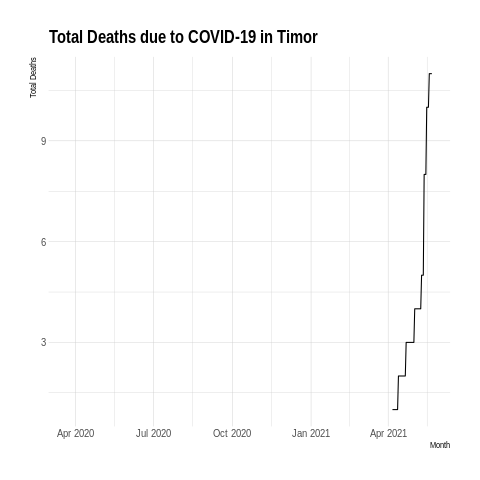 Total Deaths due to COVID-19 in Timor
Total Deaths
9
6
3
Apr 2020 Jul 2020 Oct 2020 Jan 2021 Apr 2021
Month